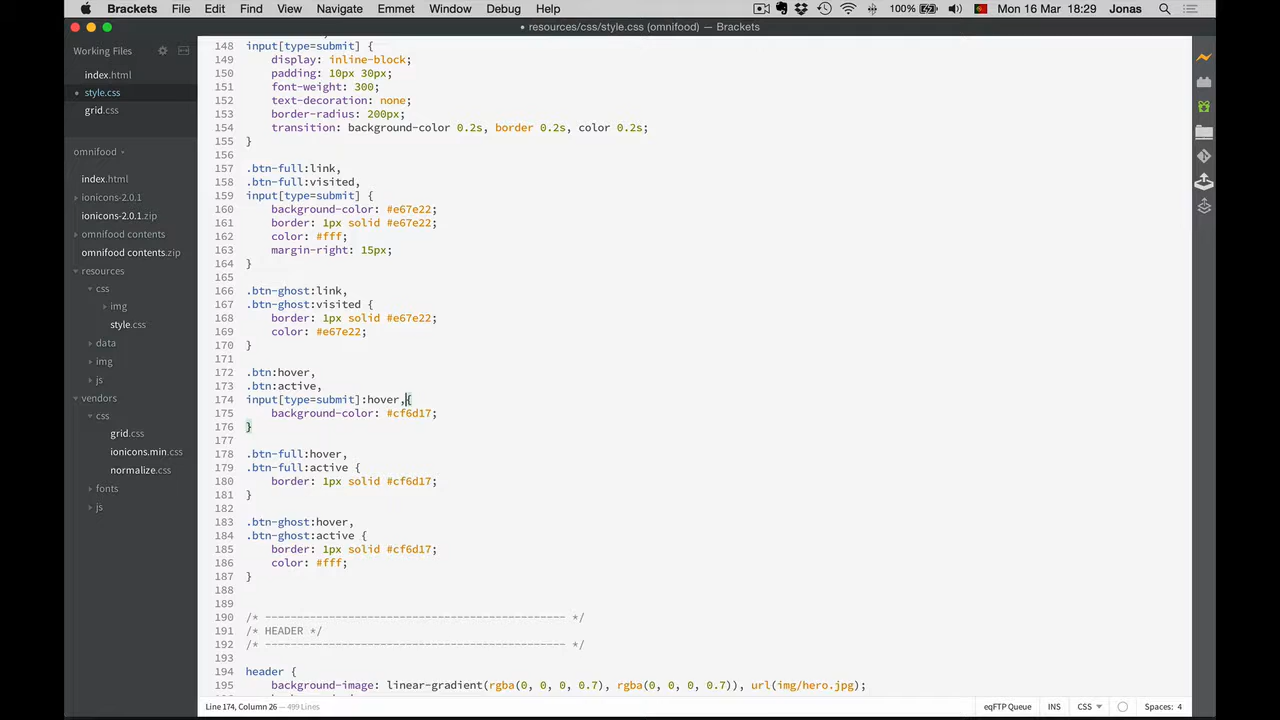 Brackets File Edit Find View Navigate Emmet Window Debug Help 100% Mon 16 Mar 18:29 Jonas
• resources/css/style.css (omnifood) — Brackets
Working Files
index.html
style.css
grid.css
omnifood
index.html
ionicons-2.0.1
ionicons-2.0.1.zip
omnifood contents
omnifood contents.zip
resources
css
img
style.css
data
img
js
vendors
css
grid.css
ionicons.min.css
normalize.css
fonts
js
148 input[type=submit] {
149 display: inline-block;
150 padding: 10px 30px;
151 font-weight: 300;
152 text-decoration: none;
153 border-radius: 200px;
154 transition: background-color 0.2s, border 0.2s, color 0.2s;
155 }
156
157 .btn-full:link,
158 .btn-full:visited,
159 input[type=submit] {
160 background-color: #e67e22;
161 border: 1px solid #e67e22;
162 color: #fff;
163 margin-right: 15px;
164 }
165
166 .btn-ghost:link,
167 .btn-ghost:visited {
168 border: 1px solid #e67e22;
169 color: #e67e22;
170 }
171
172 .btn:hover,
173 .btn:active,
174 input[type=submit]:hover,{
175 background-color: #cf6d17;
176 }
177
178 .btn-full:hover,
179 .btn-full:active {
180 border: 1px solid #cf6d17;
181 }
182
183 .btn-ghost:hover,
184 .btn-ghost:active {
185 border: 1px solid #cf6d17;
186 color: #fff;
187 }
188
189
190 /* ----------------------------------------------- */
191 /* HEADER */
192 /* ----------------------------------------------- */
193
194 header {
195 background-image: linear-gradient(rgba(0, 0, 0, 0.7), rgba(0, 0, 0, 0.7)), url(img/hero.jpg);
Line 174, Column 26 — 499 Lines eqFTP Queue INS CSS Spaces: 4